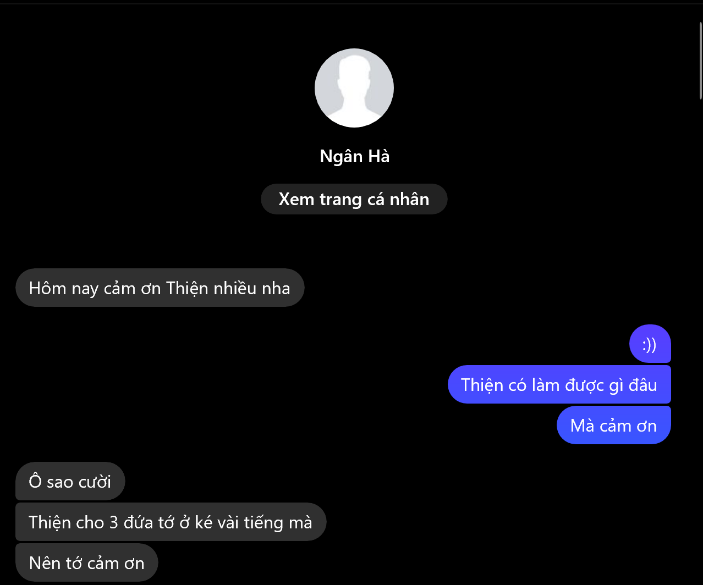 Ngân Hà
Xem trang cá nhân
Hôm nay cảm ơn Thiện nhiều nha
:))
Thiện có làm được gì đâu
Mà cảm ơn
Ô sao cười
Thiện cho 3 đứa tớ ở ké vài tiếng mà
Nên tớ cảm ơn